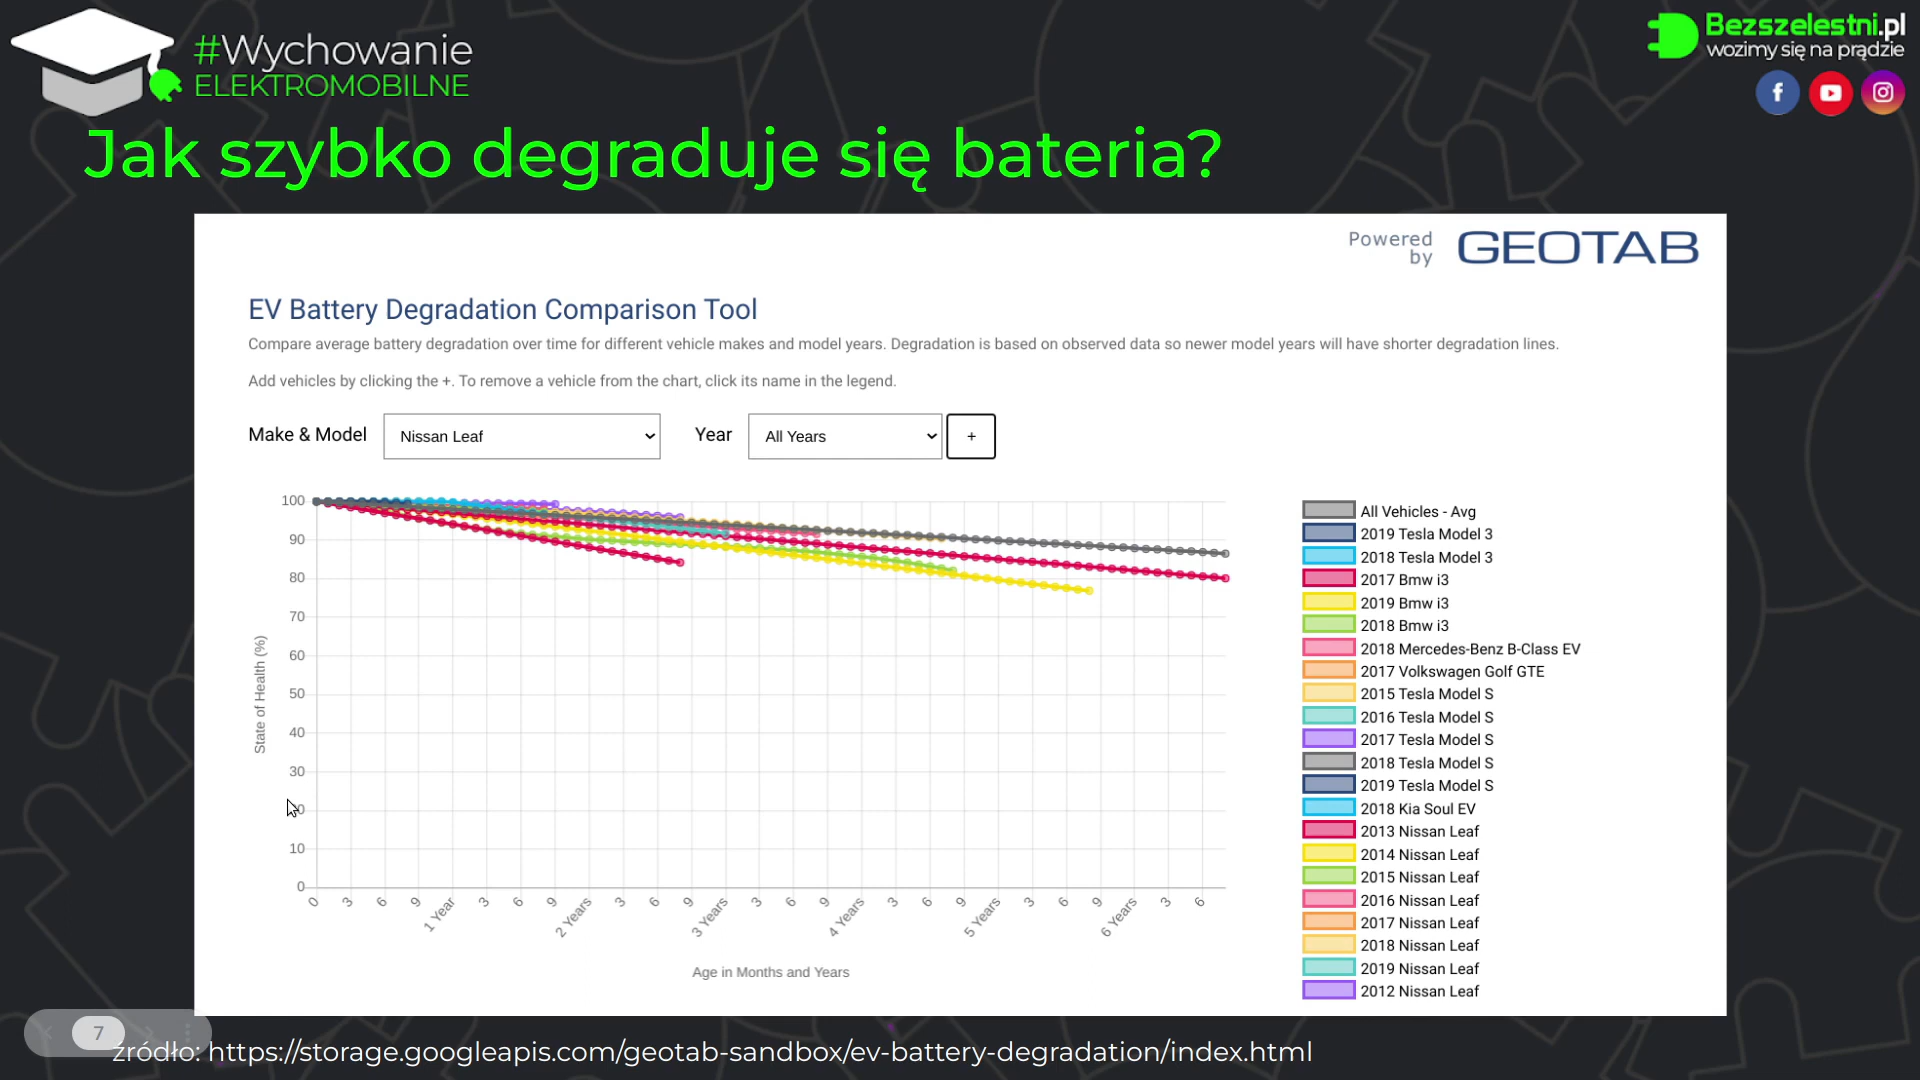 #Wychowanie
ELEKTROMOBILNE
Bezszelestni.pl
wozimy się na prądzie
Jak szybko degraduje się bateria?
Powered
by
GEOTAB
EV Battery Degradation Comparison Tool
Compare average battery degradation over time for different vehicle makes and model years. Degradation is based on observed data so newer model years will have shorter degradation lines.
Add vehicles by clicking the +. To remove a vehicle from the chart, click its name in the legend.
Make & Model
Nissan Leaf
Year
All Years
+
100
90
80
70
60
50
40
30
10
0
State of Health (%)
0 3 6 9 1 Year 3 6 9 2 Years 3 6 9 3 Years 3 6 9 4 Years 3 6 9 5 Years 3 6 9 6 Years 3 6
Age in Months and Years
All Vehicles - Avg
2019 Tesla Model 3
2018 Tesla Model 3
2017 Bmw i3
2019 Bmw i3
2018 Bmw i3
2018 Mercedes-Benz B-Class EV
2017 Volkswagen Golf GTE
2015 Tesla Model S
2016 Tesla Model S
2017 Tesla Model S
2018 Tesla Model S
2019 Tesla Model S
2018 Kia Soul EV
2013 Nissan Leaf
2014 Nissan Leaf
2015 Nissan Leaf
2016 Nissan Leaf
2017 Nissan Leaf
2018 Nissan Leaf
2019 Nissan Leaf
2012 Nissan Leaf
7
źródło: https://storage.googleapis.com/geotab-sandbox/ev-battery-degradation/index.html